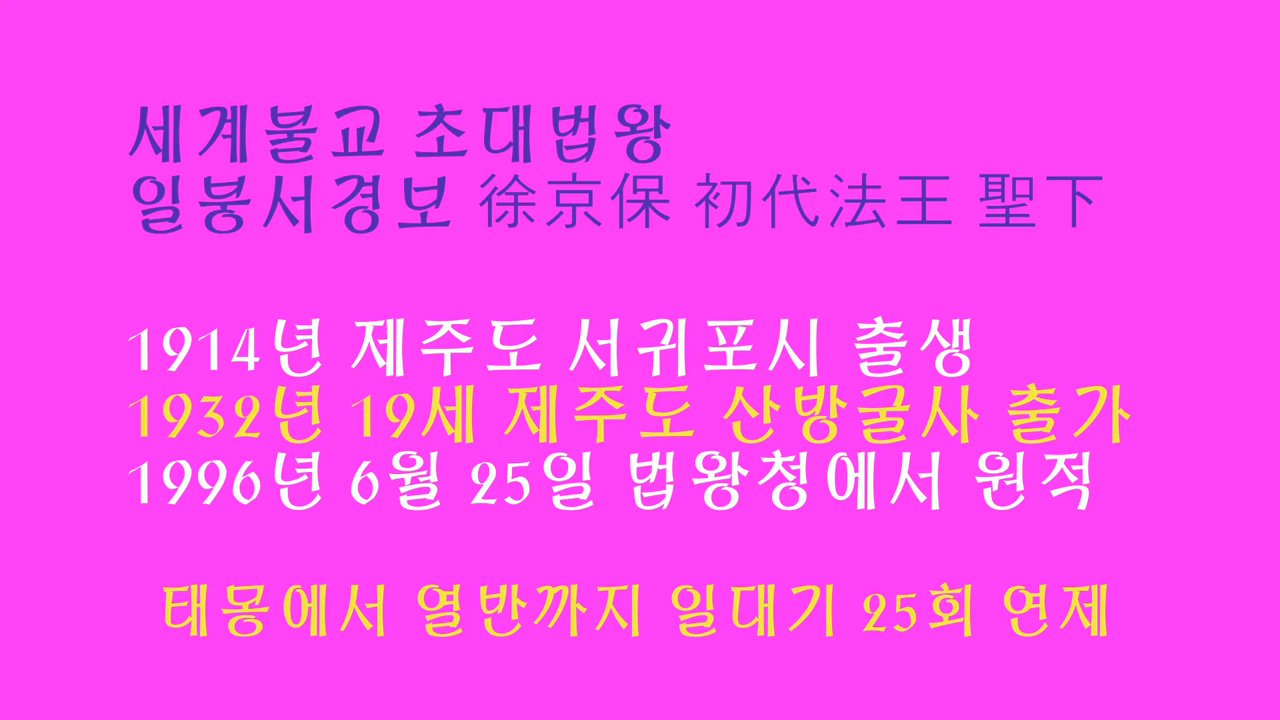 세계불교 초대법왕
일붕서경보 徐京保 初代法王 聖下
1914년 제주도 서귀포시 출생
1932년 19세 제주도 산방굴사 출가
1996년 6월 25일 법왕청에서 원적
태몽에서 열반까지 일대기 25회 연제